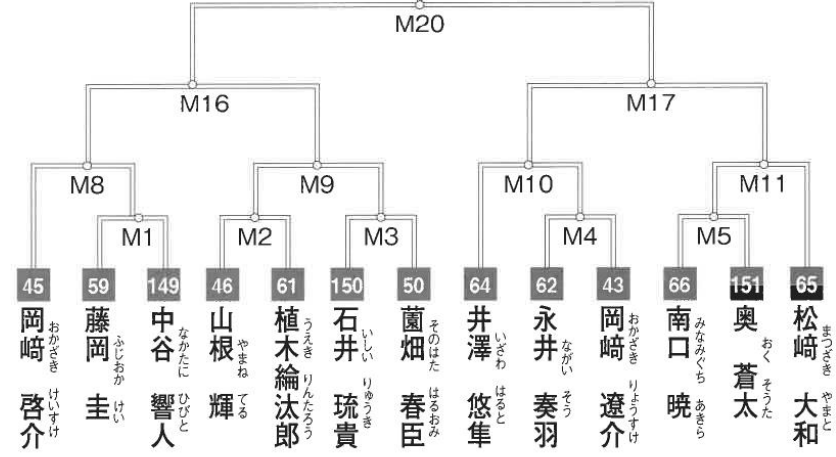 M20
M16 M17
M8 M9 M10 M11
M1 M2 M3 M4 M5
45 59 149 46 61 150 50 64 62 43 66 151 65
岡﨑 啓介 おかざき けいすけ
藤岡 圭 ふじおか けい
中谷 響人 なかたに ひびと
山根 輝 やまね てる
植木綸汰郎 うえき りんたろう
石井 琉貴 いしい りゅうき
薗畑 春臣 そのはた はるおみ
井澤 悠隼 いざわ はると
永井 奏羽 ながい そう
岡﨑 遼介 おかざき りょうすけ
南口 暁 みなみぐち あきら
奥 蒼太 おく そうた
松﨑 大和 まつざき やまと